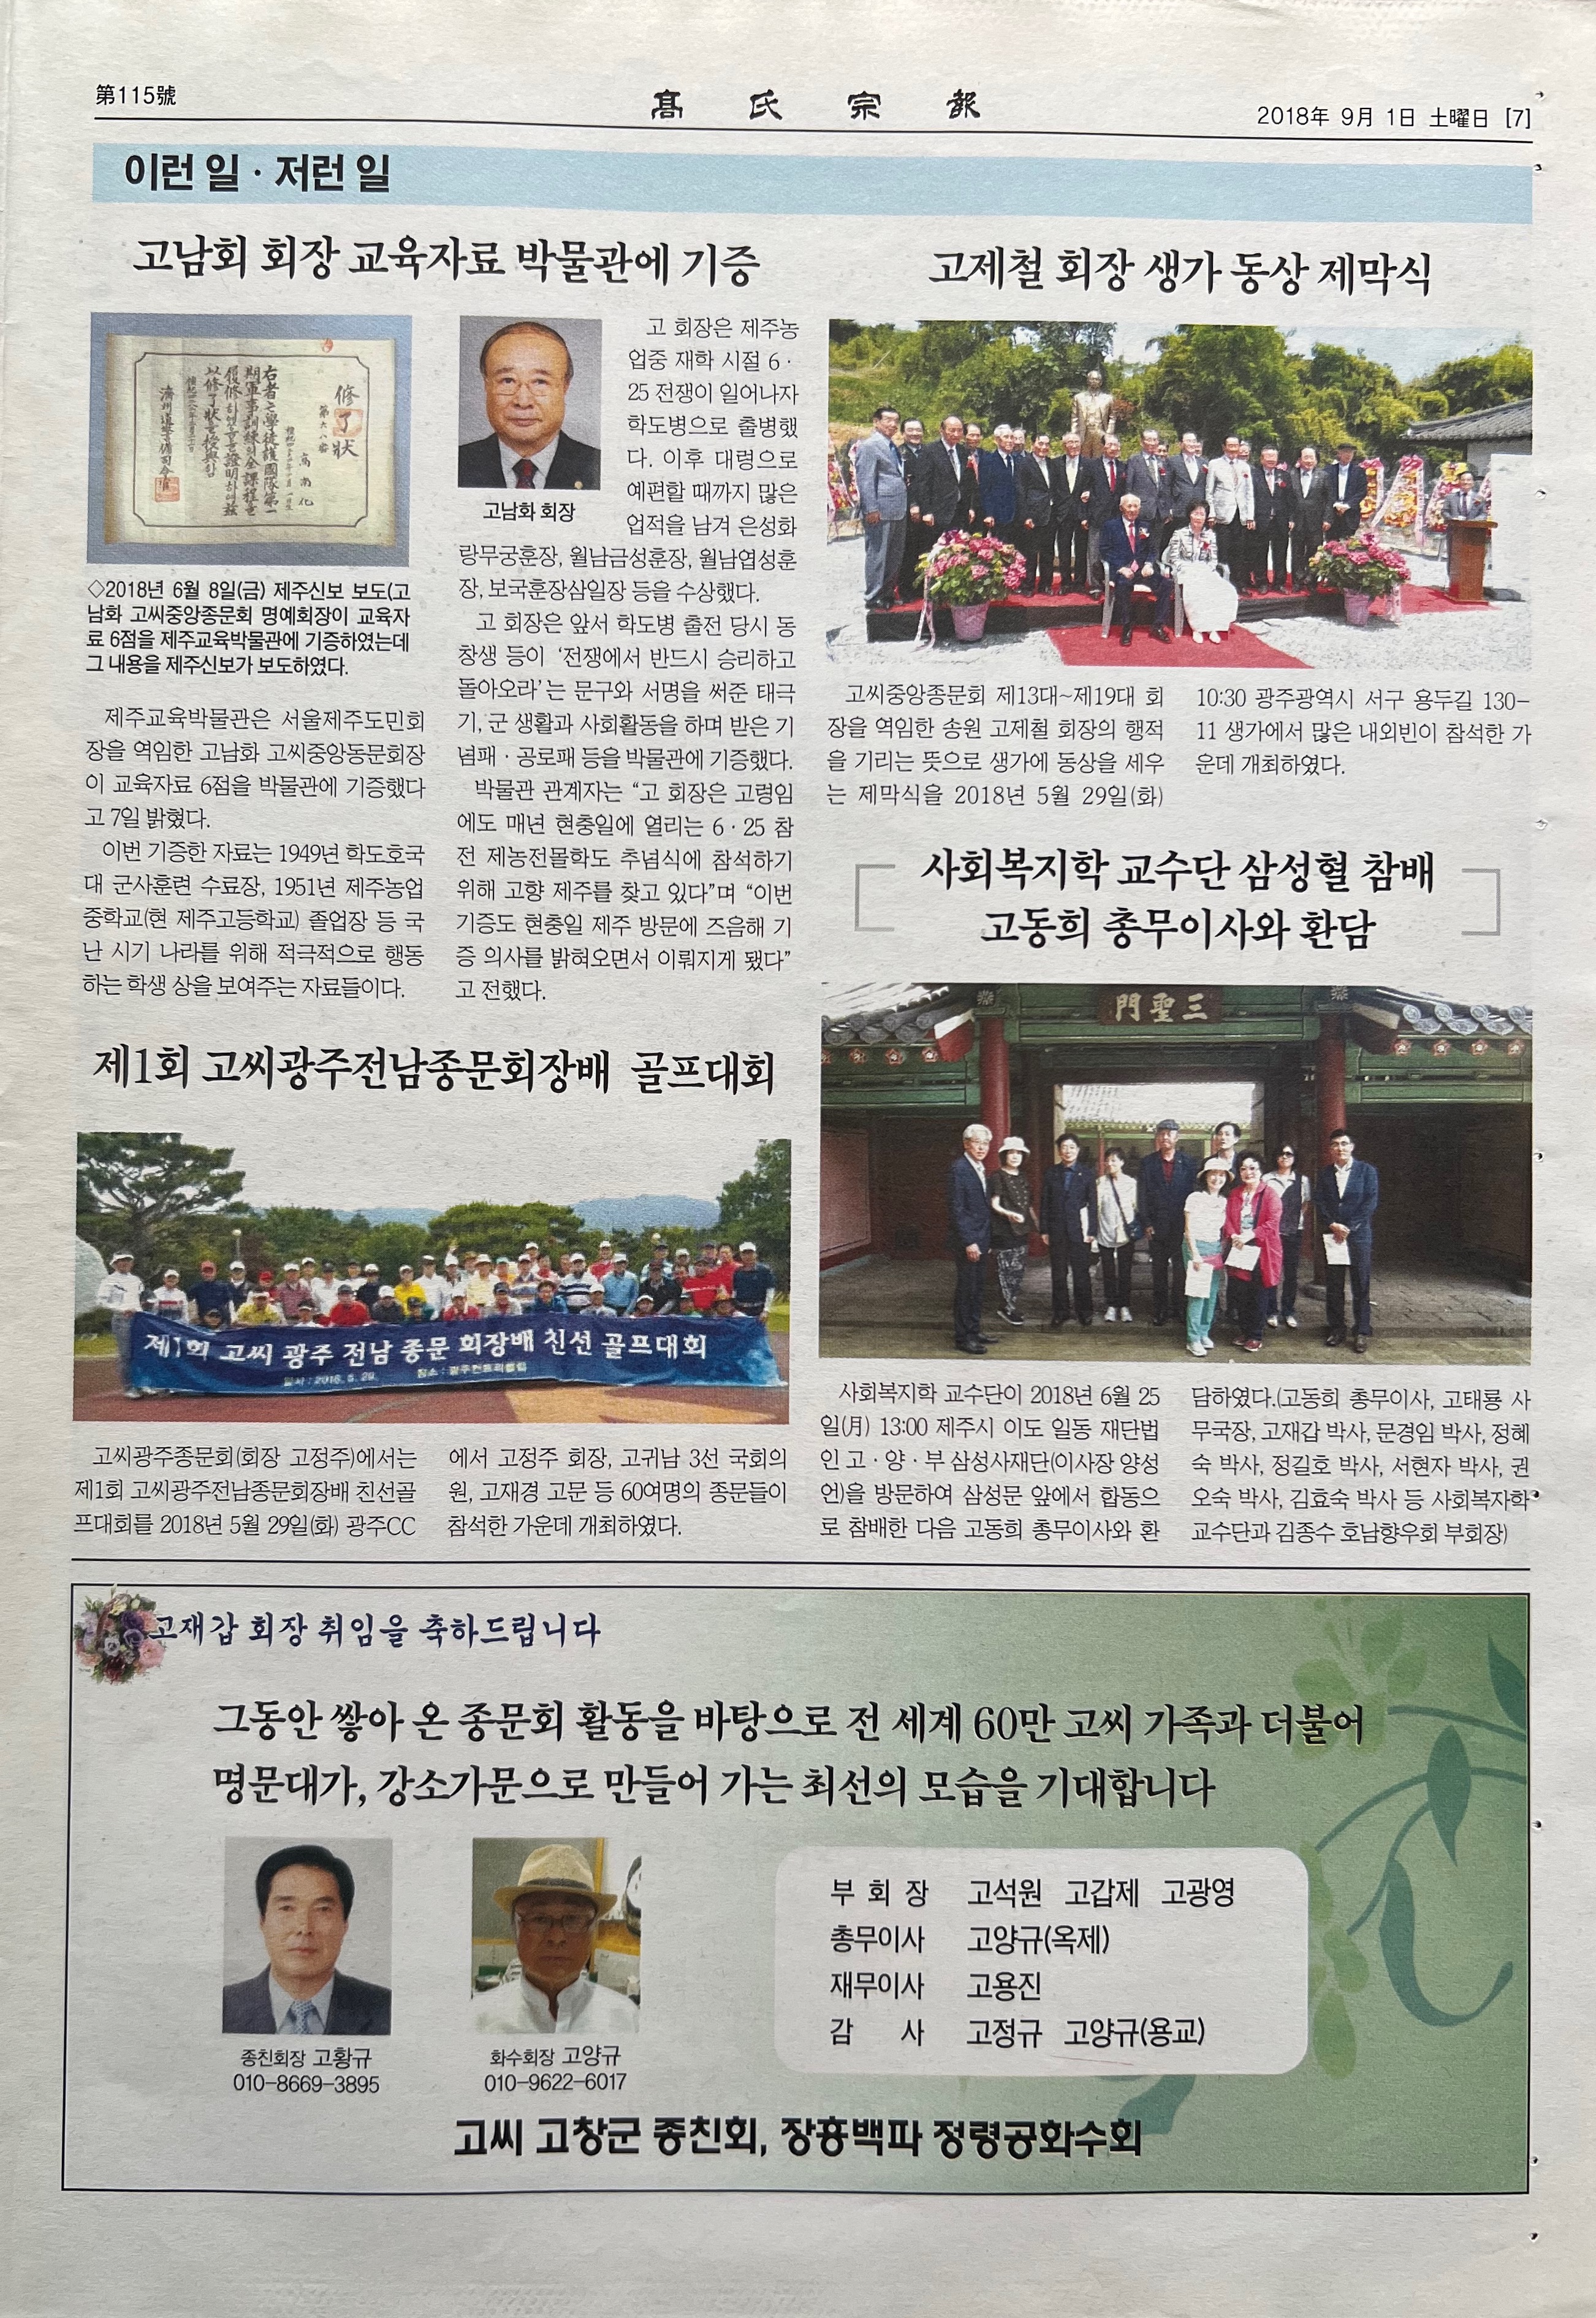 第115號
髙氏宗報
2018年 9月 1日 土曜日 [7]
이런 일 · 저런 일
고남회 회장 교육자료 박물관에 기증
修了狀
第六八番
高南化
右者는學徒護國隊第一
期軍事訓練의全課程을
履修하였음을證明하며玆
以修了狀을授與함
◇2018년 6월 8일(금) 제주신보 보도(고
남화 고씨중앙종문회 명예회장이 교육자
료 6점을 제주교육박물관에 기증하였는데
그 내용을 제주신보가 보도하였다.
제주교육박물관은 서울제주도민회
장을 역임한 고남화 고씨중앙동문회장
이 교육자료 6점을 박물관에 기증했다
고 7일 밝혔다.
이번 기증한 자료는 1949년 학도호국
대 군사훈련 수료장, 1951년 제주농업
중학교(현 제주고등학교) 졸업장 등 국
난 시기 나라를 위해 적극적으로 행동
하는 학생 상을 보여주는 자료들이다.
고남화 회장
고 회장은 제주농
업중 재학 시절 6 ·
25 전쟁이 일어나자
학도병으로 출병했
다. 이후 대령으로
예편할 때까지 많은
업적을 남겨 은성화
랑무궁훈장, 월남금성훈장, 월남엽성훈
장, 보국훈장삼일장 등을 수상했다.
고 회장은 앞서 학도병 출전 당시 동
창생 등이 ‘전쟁에서 반드시 승리하고
돌아오라’는 문구와 서명을 써준 태극
기, 군 생활과 사회활동을 하며 받은 기
념패 · 공로패 등을 박물관에 기증했다.
박물관 관계자는 “고 회장은 고령임
에도 매년 현충일에 열리는 6 · 25 참
전 제농전몰학도 추념식에 참석하기
위해 고향 제주를 찾고 있다”며 “이번
기증도 현충일 제주 방문에 즈음해 기
증 의사를 밝혀오면서 이뤄지게 됐다”
고 전했다.
고제철 회장 생가 동상 제막식
고씨중앙종문회 제13대~제19대 회
장을 역임한 송원 고제철 회장의 행적
을 기리는 뜻으로 생가에 동상을 세우
는 제막식을 2018년 5월 29일(화)
10:30 광주광역시 서구 용두길 130-
11 생가에서 많은 내외빈이 참석한 가
운데 개최하였다.
사회복지학 교수단 삼성혈 참배
고동희 총무이사와 환담
門聖三
사회복지학 교수단이 2018년 6월 25
일(月) 13:00 제주시 이도 일동 재단법
인 고 · 양 · 부 삼성사재단(이사장 양성
언)을 방문하여 삼성문 앞에서 합동으
로 참배한 다음 고동희 총무이사와 환
담하였다.(고동희 총무이사, 고태룡 사
무국장, 고재갑 박사, 문경임 박사, 정혜
숙 박사, 정길호 박사, 서현자 박사, 권
오숙 박사, 김효숙 박사 등 사회복자학
교수단과 김종수 호남향우회 부회장)
제1회 고씨광주전남종문회장배 골프대회
제1회 고씨 광주 전남 종문 회장배 친선 골프대회
일시 : 2018. 5. 29. 장소 : 광주컨트리클럽
고씨광주종문회(회장 고정주)에서는
제1회 고씨광주전남종문회장배 친선골
프대회를 2018년 5월 29일(화) 광주CC
에서 고정주 회장, 고귀남 3선 국회의
원, 고재경 고문 등 60여명의 종문들이
참석한 가운데 개최하였다.
고재갑 회장 취임을 축하드립니다
그동안 쌓아 온 종문회 활동을 바탕으로 전 세계 60만 고씨 가족과 더불어
명문대가, 강소가문으로 만들어 가는 최선의 모습을 기대합니다
종친회장 고황규
010-8669-3895
화수회장 고양규
010-9622-6017
부 회 장 고석원 고갑제 고광영
총무이사 고양규(옥제)
재무이사 고용진
감 사 고정규 고양규(용교)
고씨 고창군 종친회, 장흥백파 정령공화수회